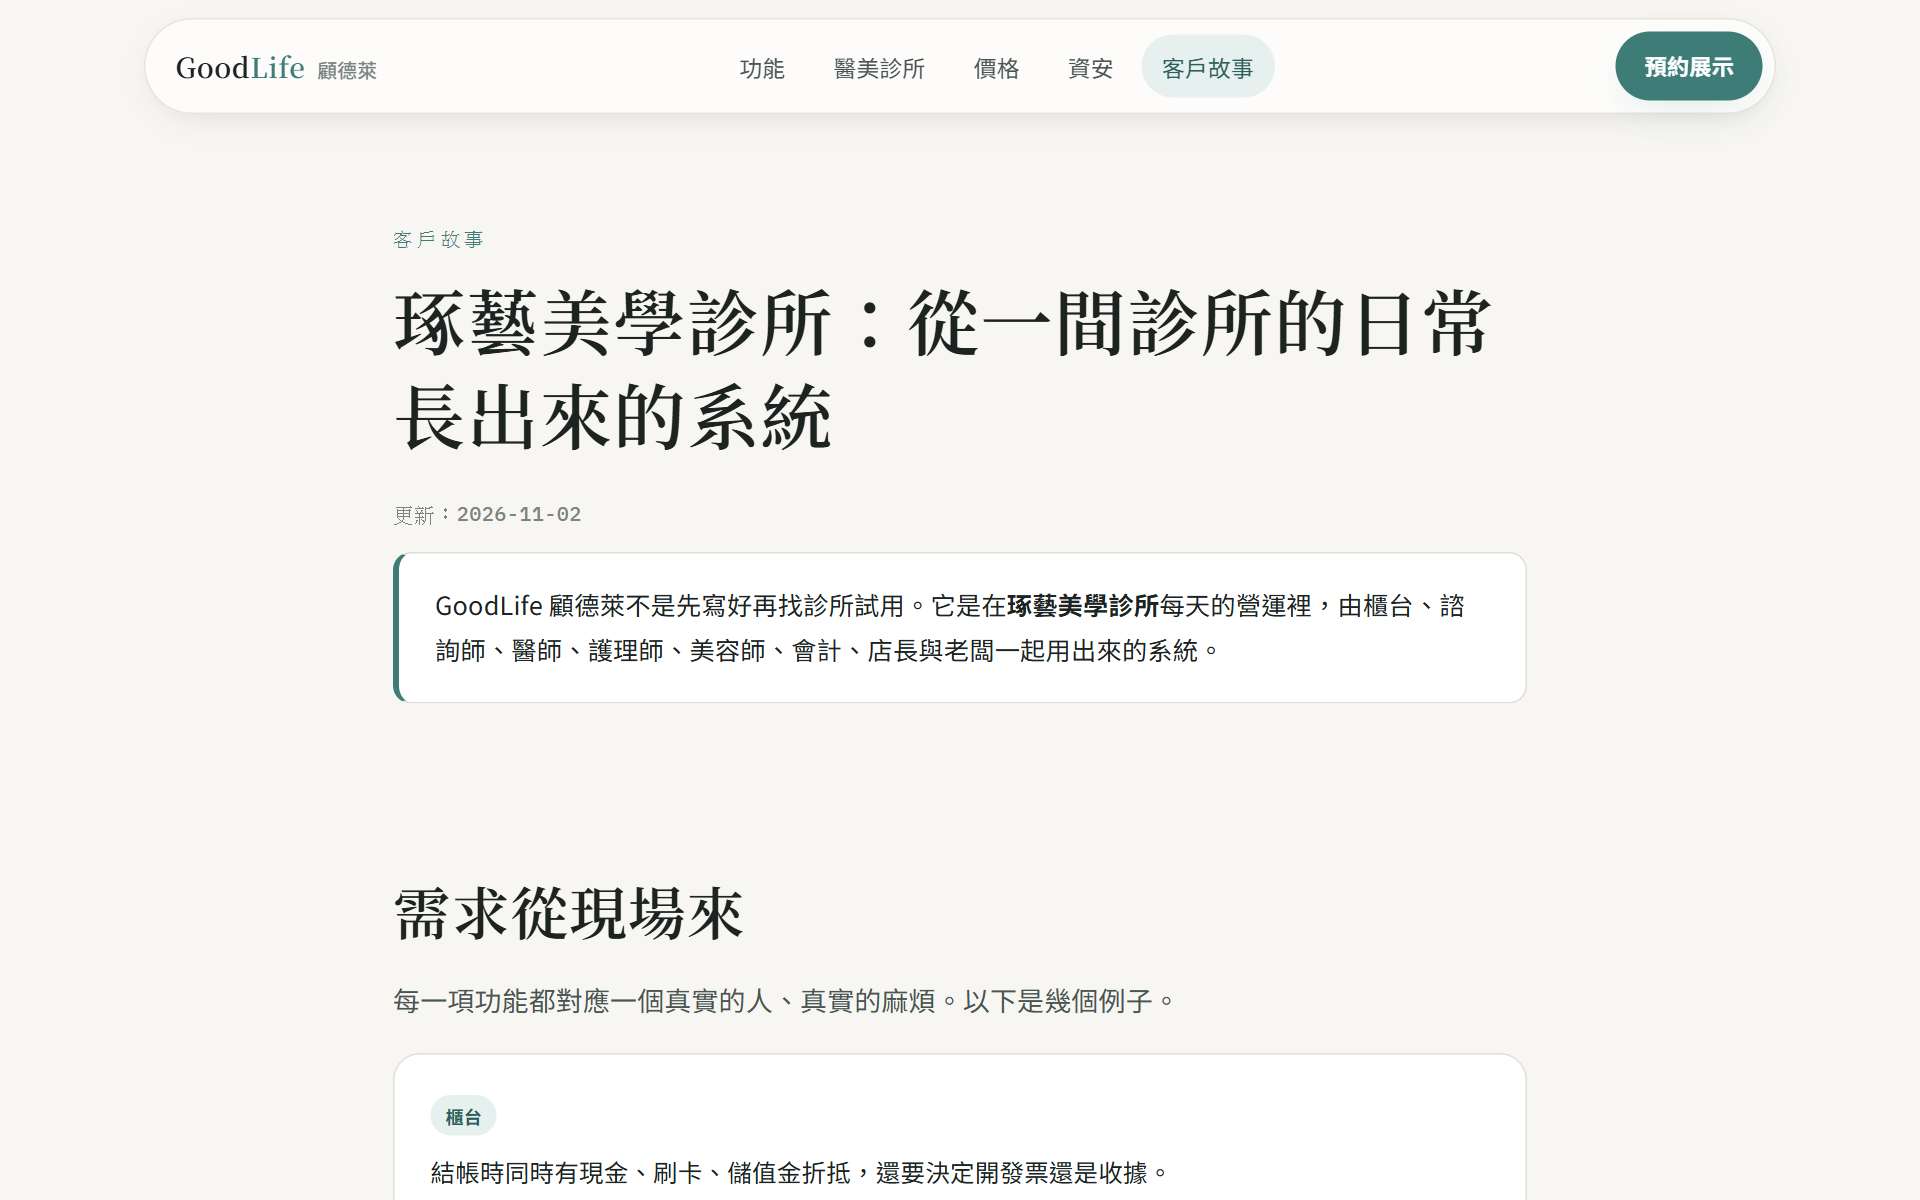 GoodLife 顧德萊
功能
醫美診所
價格
資安
客戶故事
預約展示
客戶故事
琢藝美學診所：從一間診所的日常
長出來的系統
更新：2026-11-02
GoodLife 顧德萊不是先寫好再找診所試用。它是在琢藝美學診所每天的營運裡，由櫃台、諮
詢師、醫師、護理師、美容師、會計、店長與老闆一起用出來的系統。
需求從現場來
每一項功能都對應一個真實的人、真實的麻煩。以下是幾個例子。
櫃台
結帳時同時有現金、刷卡、儲值金折抵，還要決定開發票還是收據。